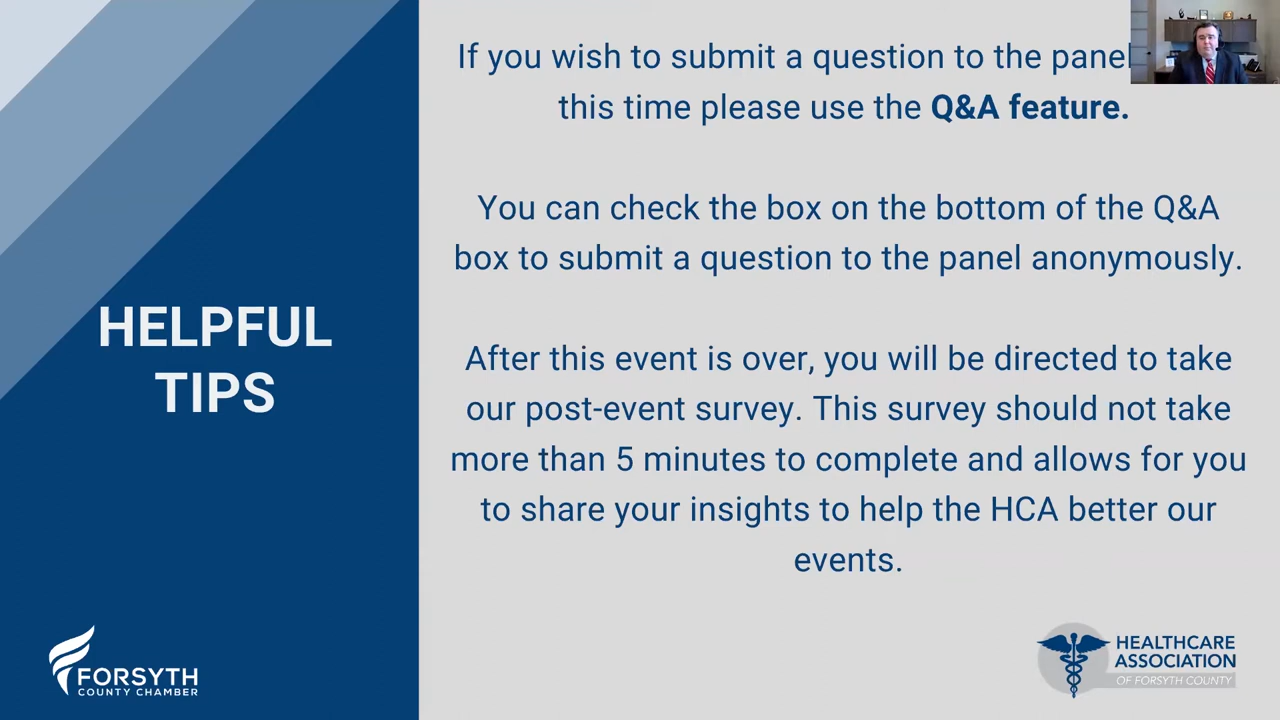 If you wish to submit a question to the panel
this time please use the Q&A feature.
You can check the box on the bottom of the Q&A
box to submit a question to the panel anonymously.
HELPFUL
TIPS
After this event is over, you will be directed to take
our post-event survey. This survey should not take
more than 5 minutes to complete and allows for you
to share your insights to help the HCA better our
events.
FORSYTH
COUNTY CHAMBER
HEALTHCARE
ASSOCIATION
OF FORSYTH COUNTY